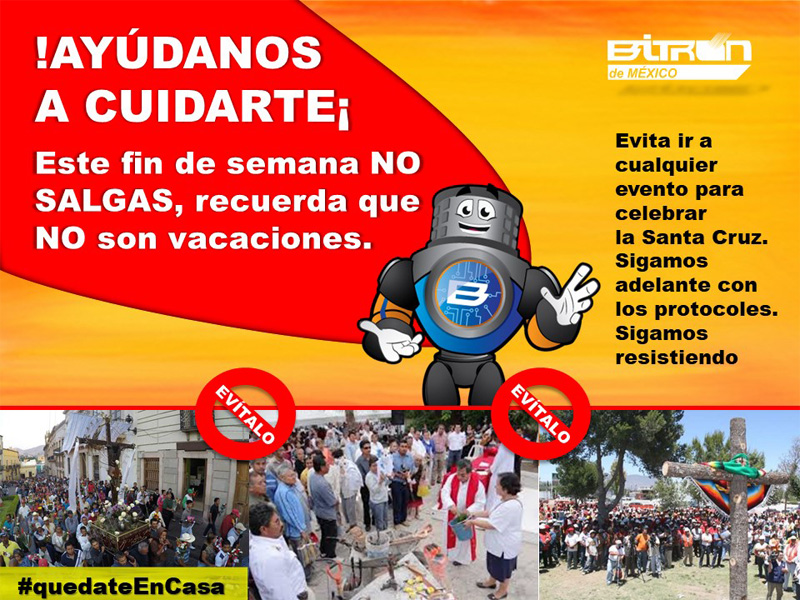 !AYÚDANOS
A CUIDARTE¡
Este fin de semana NO
SALGAS, recuerda que
NO son vacaciones.
BiTRON
de MÉXICO
Evita ir a
cualquier
evento para
celebrar
la Santa Cruz.
Sigamos
adelante con
los protocoles.
Sigamos
resistiendo
B
EVÍTALO
EVÍTALO
#quedateEnCasa